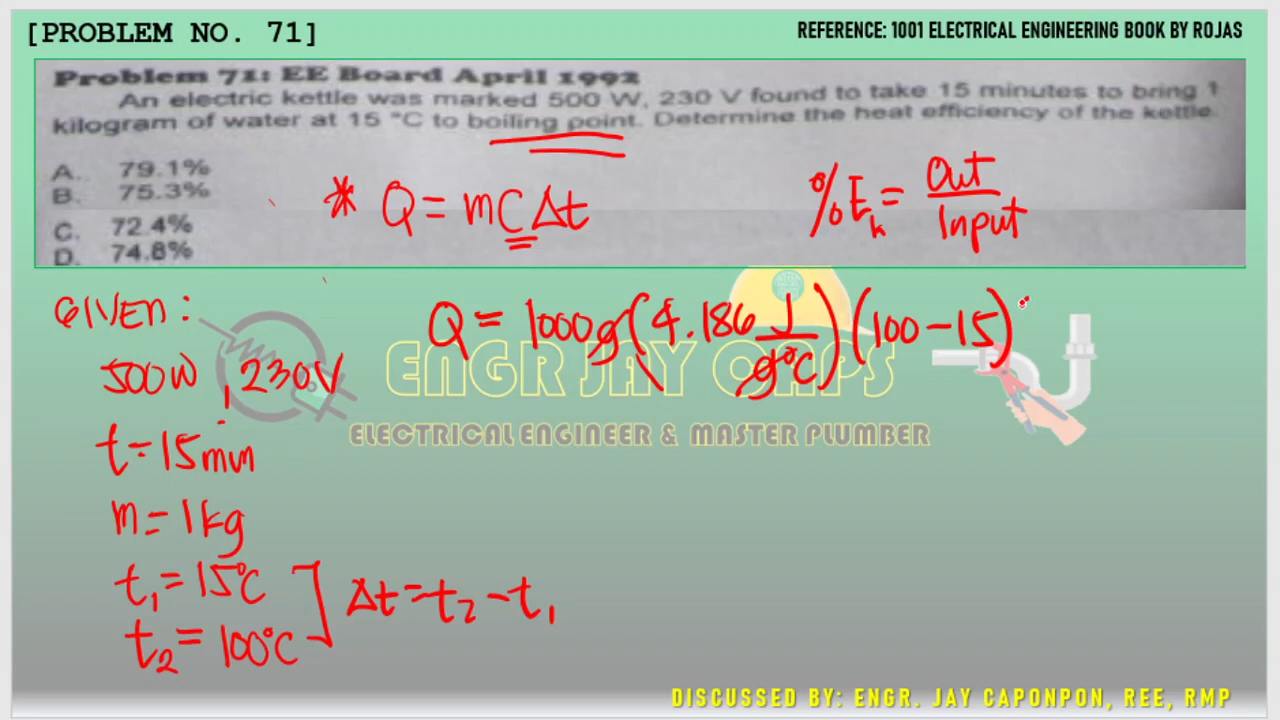 [PROBLEM NO. 71]
REFERENCE: 1001 ELECTRICAL ENGINEERING BOOK BY ROJAS
Problem 71: EE Board April 1992
An electric kettle was marked 500 W, 230 V found to take 15 minutes to bring 1
kilogram of water at 15 °C to boiling point. Determine the heat efficiency of the kettle.
A. 79.1%
B. 75.3%
C. 72.4%
D. 74.8%
* Q = mCΔt
%Eh = Out / Input
GIVEN:
500W, 230V
t = 15 min
m = 1 kg
t1 = 15°C
t2 = 100°C
Δt = t2 - t1
Q = 1000g (4.186 J / g°C) (100 - 15)
ENGR JAY CAPS
ELECTRICAL ENGINEER & MASTER PLUMBER
DISCUSSED BY: ENGR. JAY CAPONPON, REE, RMP